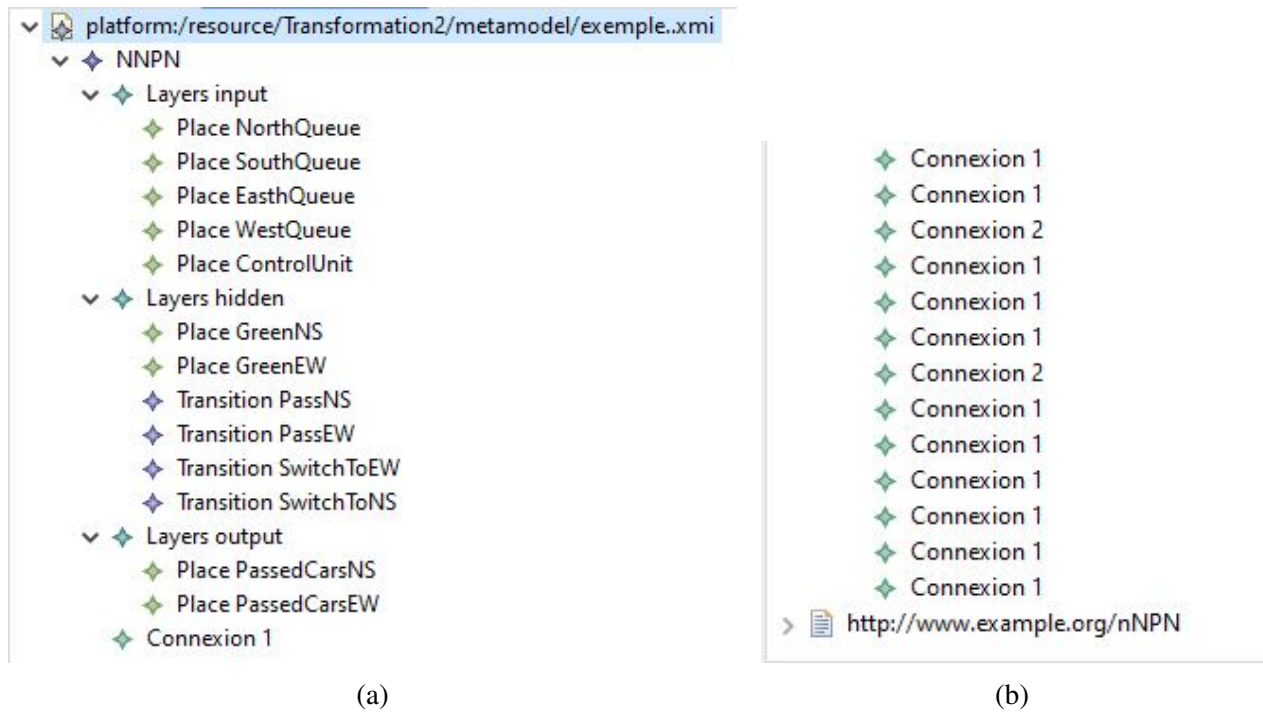 platform:/resource/Transformation2/metamodel/exemple..xmi
NNPN
Layers input
Place NorthQueue
Place SouthQueue
Place EasthQueue
Place WestQueue
Place ControlUnit
Layers hidden
Place GreenNS
Place GreenEW
Transition PassNS
Transition PassEW
Transition SwitchToEW
Transition SwitchToNS
Layers output
Place PassedCarsNS
Place PassedCarsEW
Connexion 1
(a)
Connexion 1
Connexion 1
Connexion 2
Connexion 1
Connexion 1
Connexion 1
Connexion 2
Connexion 1
Connexion 1
Connexion 1
Connexion 1
Connexion 1
Connexion 1
http://www.example.org/nNPN
(b)